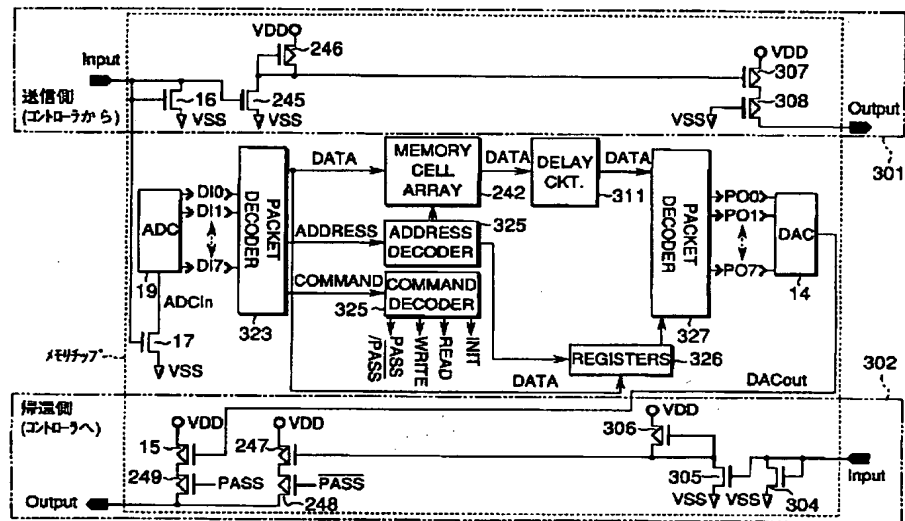 VDD
246
Input
送信側
(コントローラから)
16
VSS
245
VSS
VDD
307
308
VSS
Output
301
ADC
19
DI0
DI1
DI7
ADCin
17
VSS
メモリチップ
PACKET
DECODER
323
DATA
MEMORY
CELL
ARRAY
242
DATA
DELAY
CKT.
311
DATA
ADDRESS
ADDRESS
DECODER
325
COMMAND
COMMAND
DECODER
325
/PASS
PASS
WRITE
READ
INIT
PACKET
DECODER
327
REGISTERS
326
DATA
PO0
PO1
PO7
DAC
14
DACout
302
帰還側
(コントローラへ)
VDD
15
249
PASS
Output
VDD
247
248
PASS
VDD
306
305
VSS
VSS
304
Input